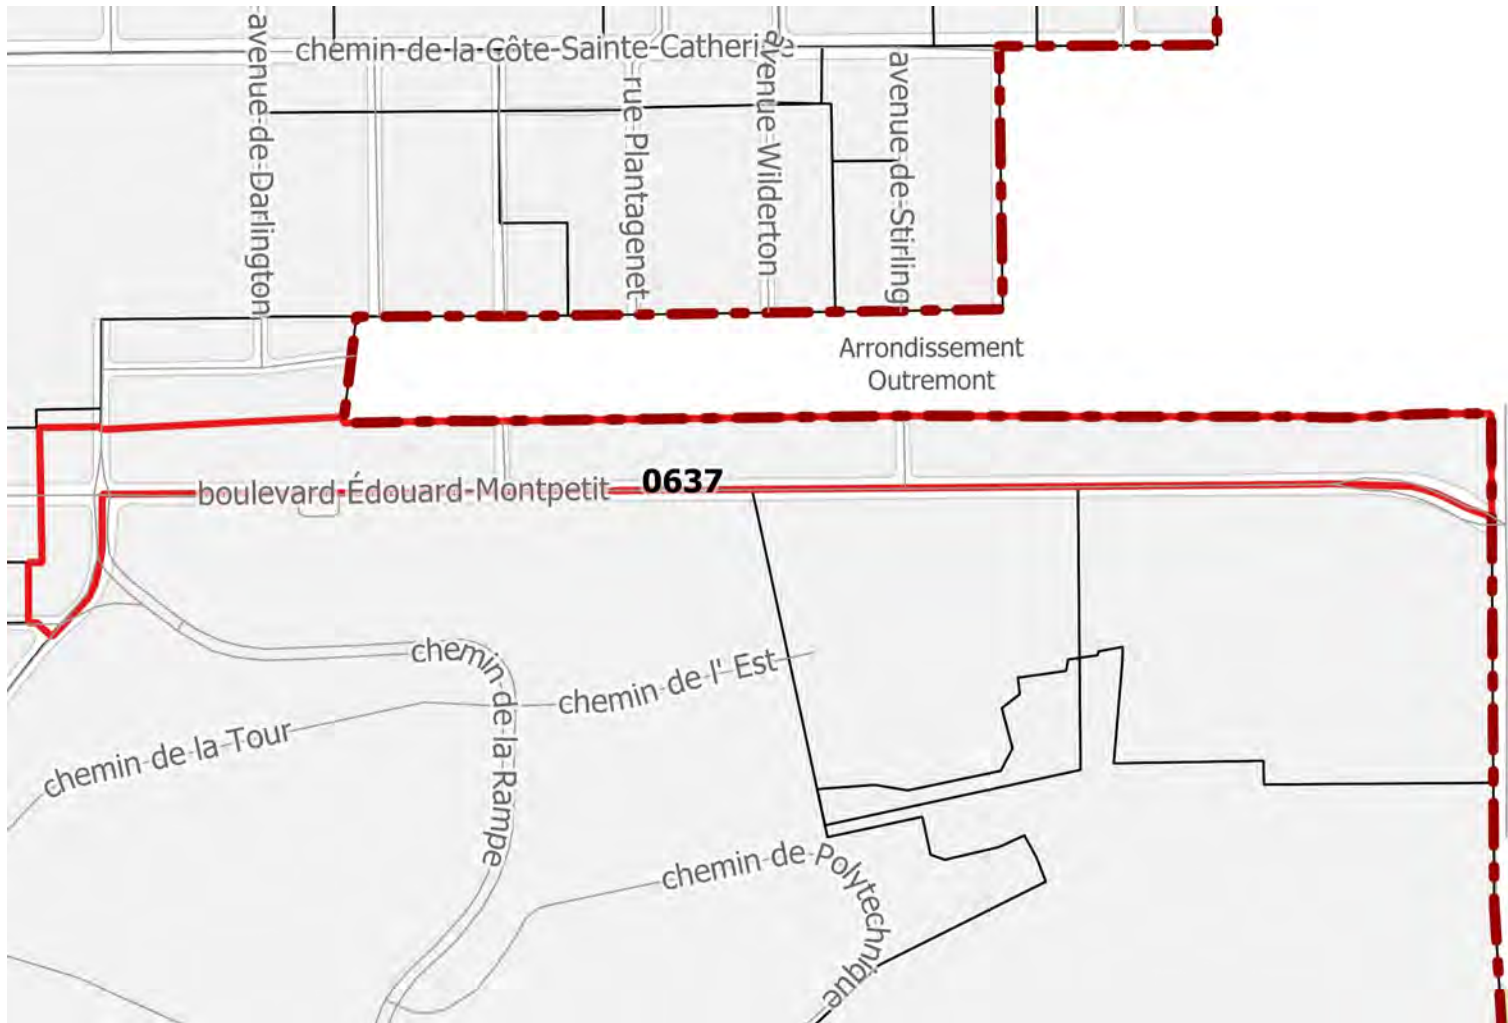 chemin de la Côte-Sainte-Catherine
avenue de Darlington
rue Plantagenet
avenue Wilderton
avenue de Stirling
Arrondissement
Outremont
0637
boulevard Édouard-Montpetit
chemin de la Rampe
chemin de l' Est
chemin de la Tour
chemin de Polytechnique